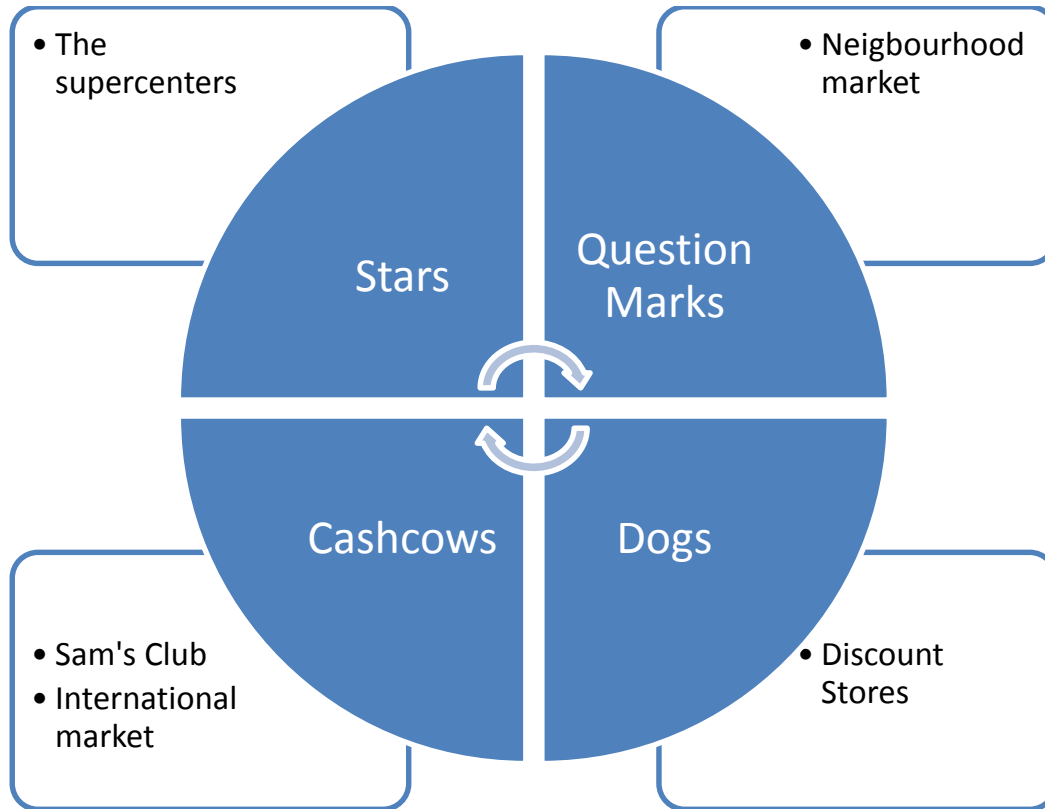 • The
supercenters
• Neigbourhood
market
Stars
Question
Marks
Cashcows
Dogs
• Sam's Club
• International
market
• Discount
Stores